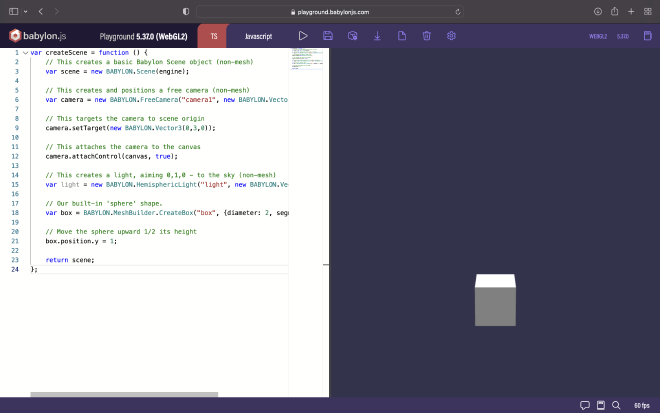 playground.babylonjs.com
babylon.js
Playground 5.37.0 (WebGL2)
TS
Javascript
WEBGL2
5.37.0
1 var createScene = function () {
2 // This creates a basic Babylon Scene object (non-mesh)
3 var scene = new BABYLON.Scene(engine);
4
5 // This creates and positions a free camera (non-mesh)
6 var camera = new BABYLON.FreeCamera("camera1", new BABYLON.Vecto
7
8 // This targets the camera to scene origin
9 camera.setTarget(new BABYLON.Vector3(0,3,0));
10
11 // This attaches the camera to the canvas
12 camera.attachControl(canvas, true);
13
14 // This creates a light, aiming 0,1,0 - to the sky (non-mesh)
15 var light = new BABYLON.HemisphericLight("light", new BABYLON.Ve
16
17 // Our built-in 'sphere' shape.
18 var box = BABYLON.MeshBuilder.CreateBox("box", {diameter: 2, seg
19
20 // Move the sphere upward 1/2 its height
21 box.position.y = 1;
22
23 return scene;
24 };
60 fps